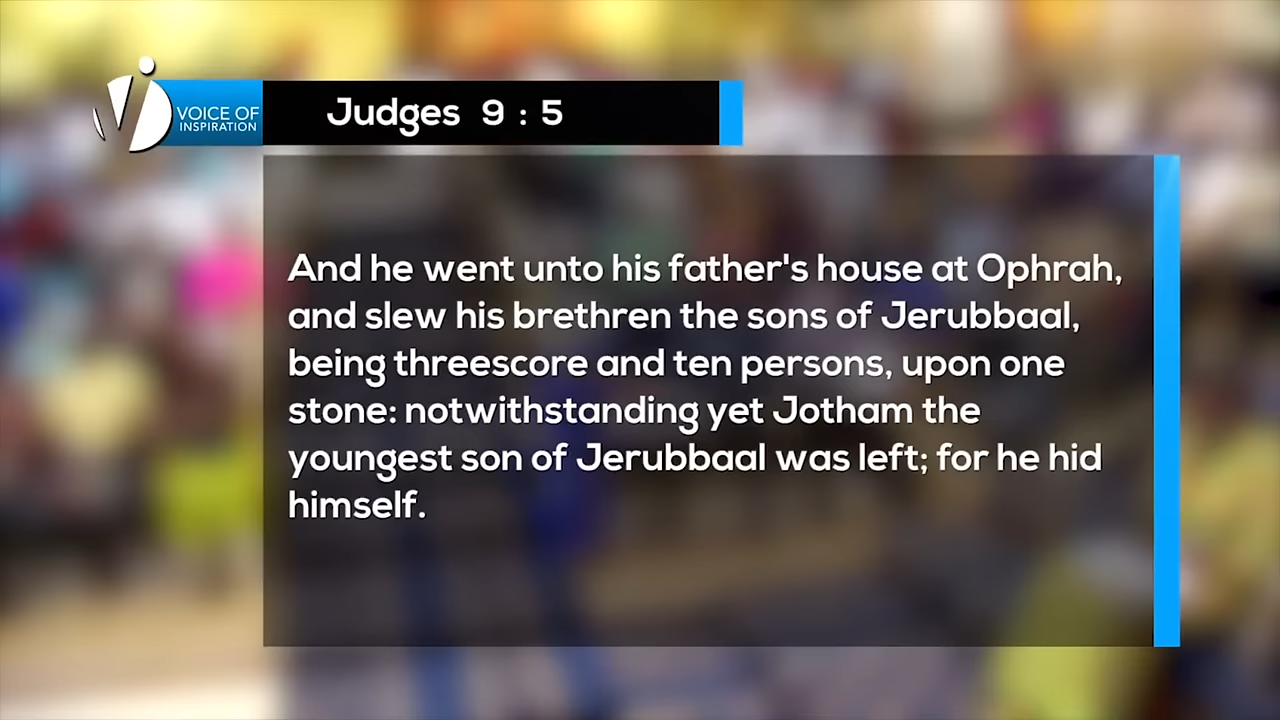 VOICE OF
INSPIRATION
Judges 9 : 5
And he went unto his father's house at Ophrah,
and slew his brethren the sons of Jerubbaal,
being threescore and ten persons, upon one
stone: notwithstanding yet Jotham the
youngest son of Jerubbaal was left; for he hid
himself.